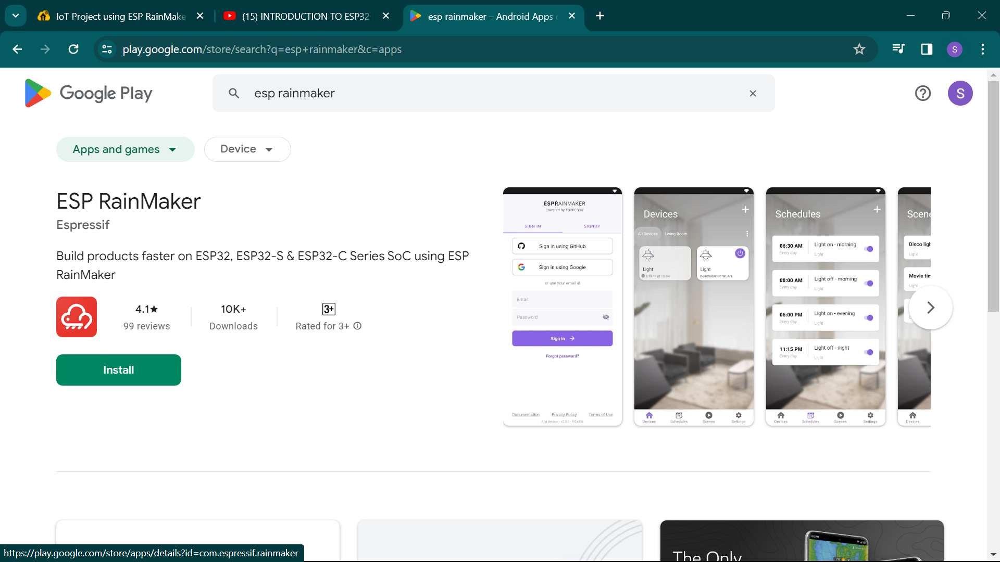 IoT Project using ESP RainMake
(15) INTRODUCTION TO ESP32
esp rainmaker – Android Apps
play.google.com/store/search?q=esp+rainmaker&c=apps
S
Google Play
esp rainmaker
S
Apps and games
Device
ESP RainMaker
Espressif
Build products faster on ESP32, ESP32-S & ESP32-C Series SoC using ESP
RainMaker
4.1★
99 reviews
10K+
Downloads
3+
Rated for 3+
Install
ESPRAINMAKER
Powered by ESPRESSIF
SIGN IN
SIGNUP
Sign in using GitHub
Sign in using Google
or use your email id
Email
Password
Sign in
Forgot password?
Documentation
Privacy Policy
Terms of Use
App Version - v2.0.0 -
Devices
All Devices
Living Room
Light
Offline at 16.04
Light
Reachable on WLAN
Devices
Schedules
Scenes
Settings
Schedules
06:30 AM
Every day
Light on - morning
Light
08:00 AM
Every day
Light off - morning
Light
06:00 PM
Every day
Light on - evening
Light
11:15 PM
Every day
Light off - night
Light
Devices
Schedules
Scenes
Settings
Scene
Disco ligh
Light
Movie tim
Light
Devices
The Only
https://play.google.com/store/apps/details?id=com.espressif.rainmaker